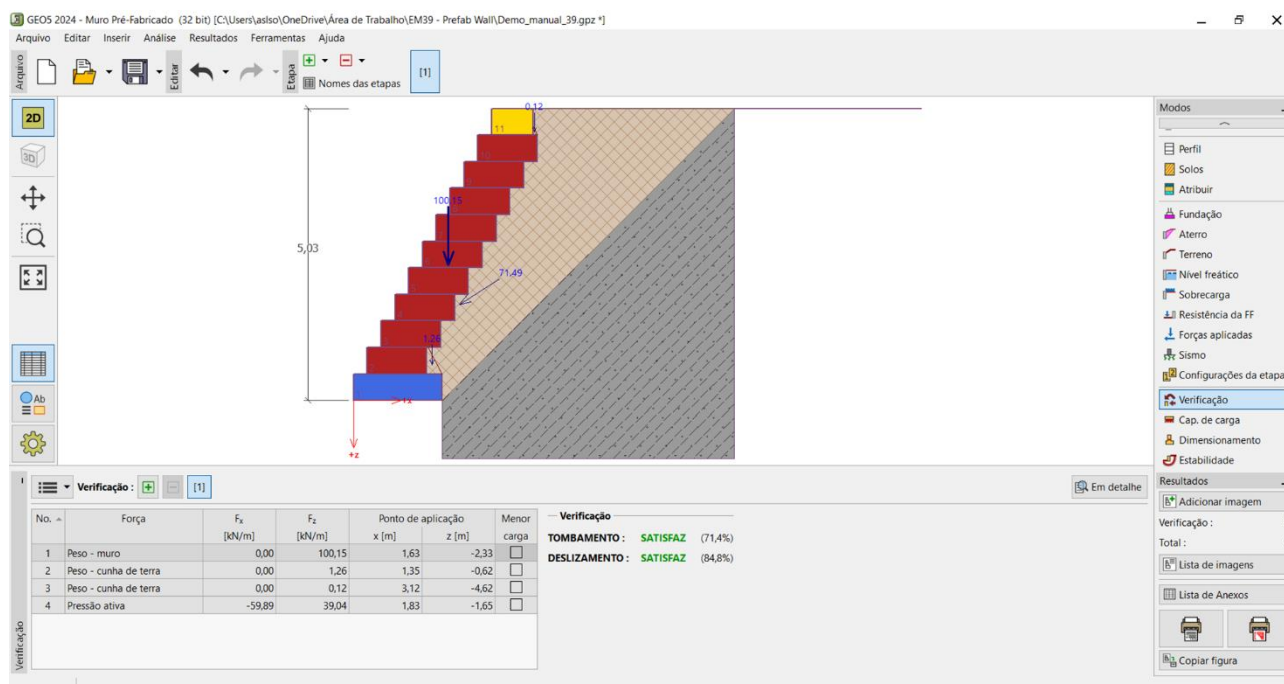 GEO5 2024 - Muro Pré-Fabricado (32 bit) [C:\Users\aslso\OneDrive\Área de Trabalho\EM39 - Prefab Wall\Demo_manual_39.gpz *]
Arquivo Editar Inserir Análise Resultados Ferramentas Ajuda
Arquivo
Editar
Etapa
Nomes das etapas
[1]
2D
3D
Ab
0,12
11
100,15
5,03
71,49
1,26
+x
+z
Modos
Perfil
Solos
Atribuir
Fundação
Aterro
Terreno
Nível freático
Sobrecarga
Resistência da FF
Forças aplicadas
Sismo
Configurações da etapa
Verificação
Cap. de carga
Dimensionamento
Estabilidade
Resultados
Adicionar imagem
Verificação :
Total :
Lista de imagens
Lista de Anexos
Copiar figura
Verificação : [1]
Em detalhe
No. Força Fx Fz Ponto de aplicação Menor
[kN/m] [kN/m] x [m] z [m] carga
1 Peso - muro 0,00 100,15 1,63 -2,33
2 Peso - cunha de terra 0,00 1,26 1,35 -0,62
3 Peso - cunha de terra 0,00 0,12 3,12 -4,62
4 Pressão ativa -59,89 39,04 1,83 -1,65
Verificação
TOMBAMENTO : SATISFAZ (71,4%)
DESLIZAMENTO : SATISFAZ (84,8%)
Verificação